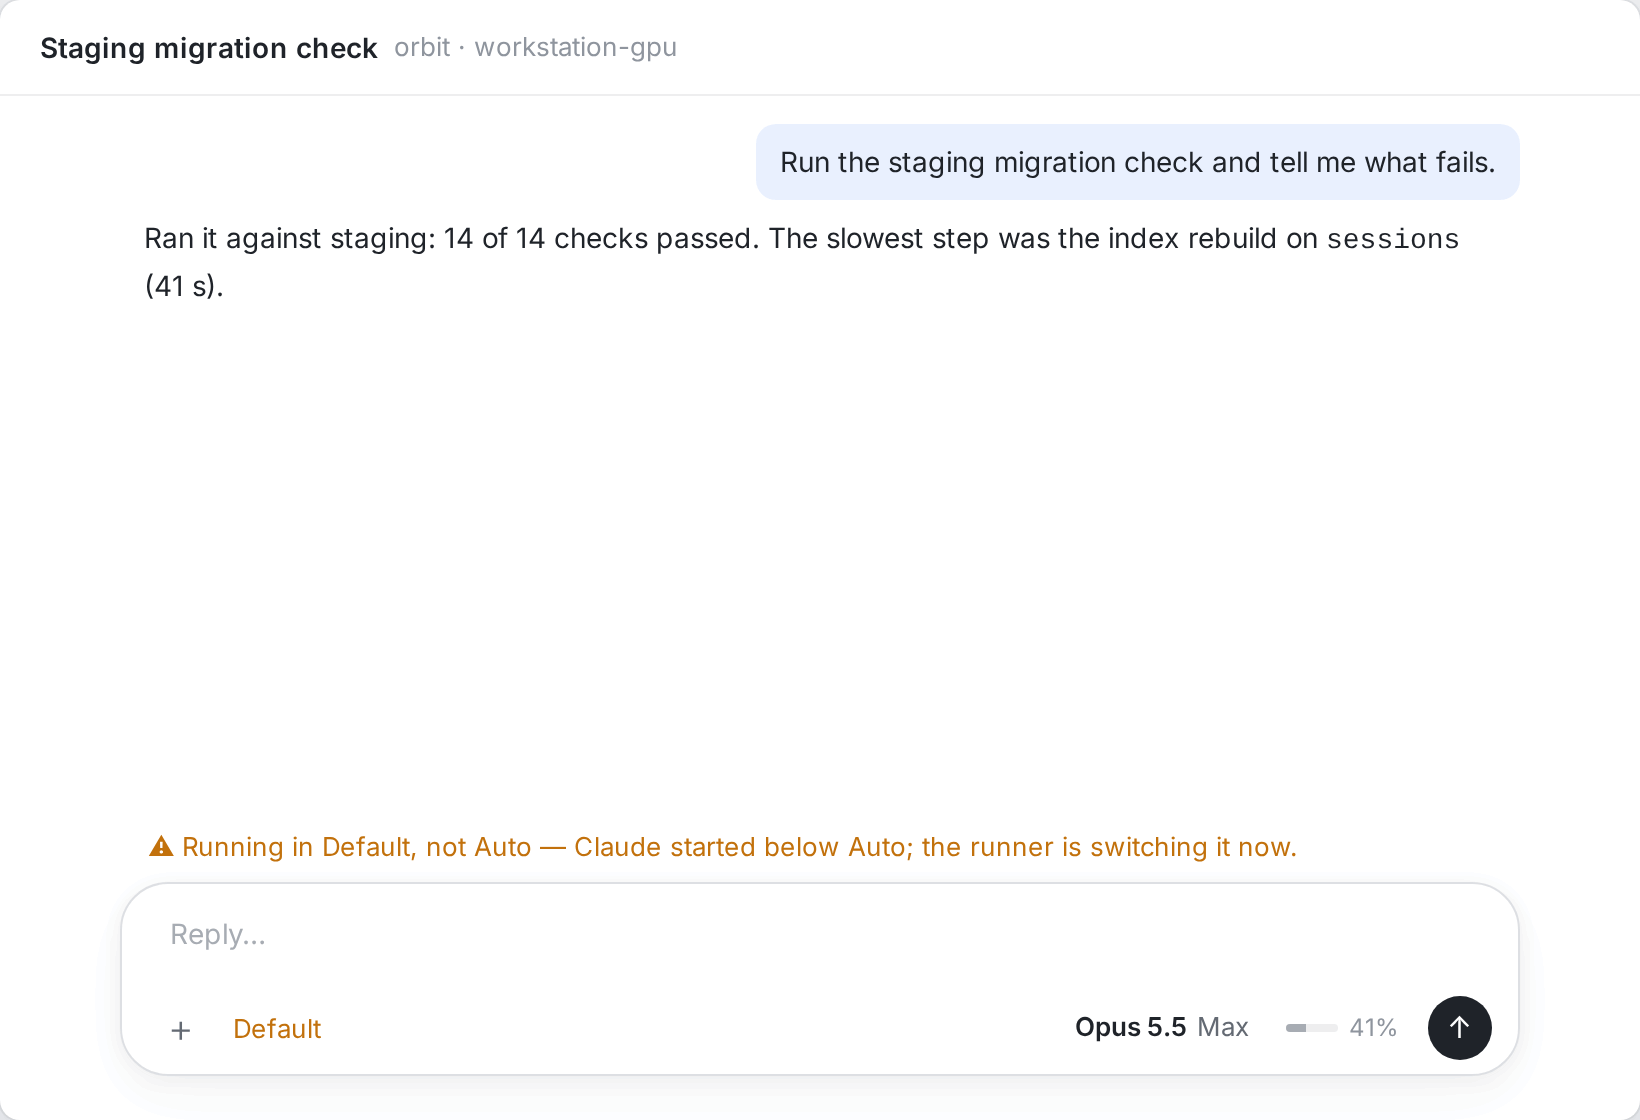 Staging migration check orbit · workstation-gpu
Run the staging migration check and tell me what fails.
Ran it against staging: 14 of 14 checks passed. The slowest step was the index rebuild on sessions
(41 s).
⚠ Running in Default, not Auto — Claude started below Auto; the runner is switching it now.
Reply...
+ Default Opus 5.5 Max 41%